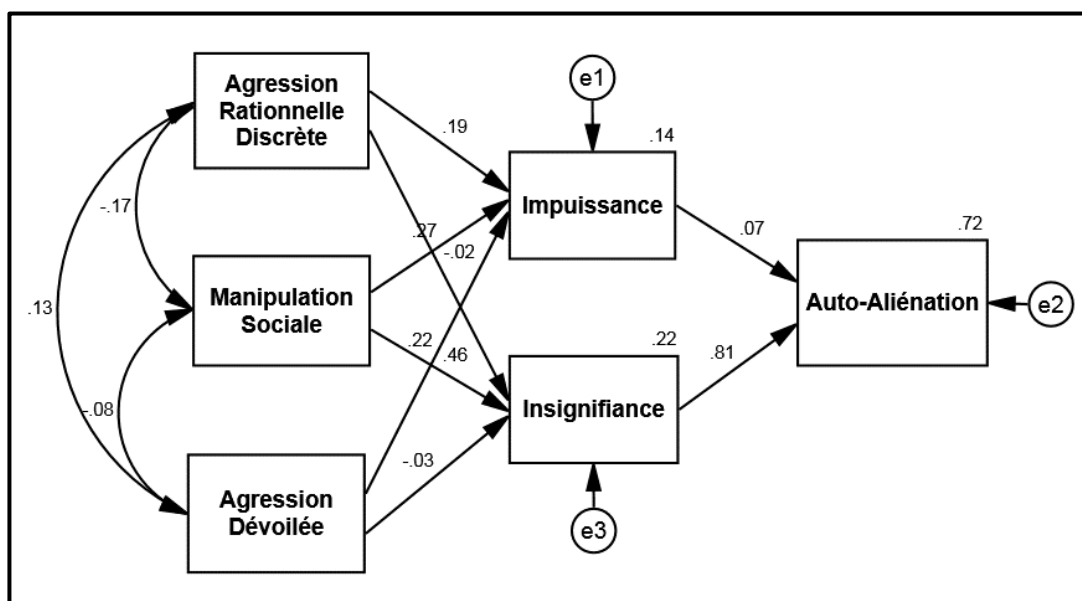 Agression
Rationnelle
Discrète
e1
.19
.14
Impuissance
-.17
.27
-.02
.07
.72
Manipulation
Sociale
Auto-Aliénation
e2
.13
.22
.46
.22
.81
Insignifiance
-.08
-.03
Agression
Dévoilée
e3